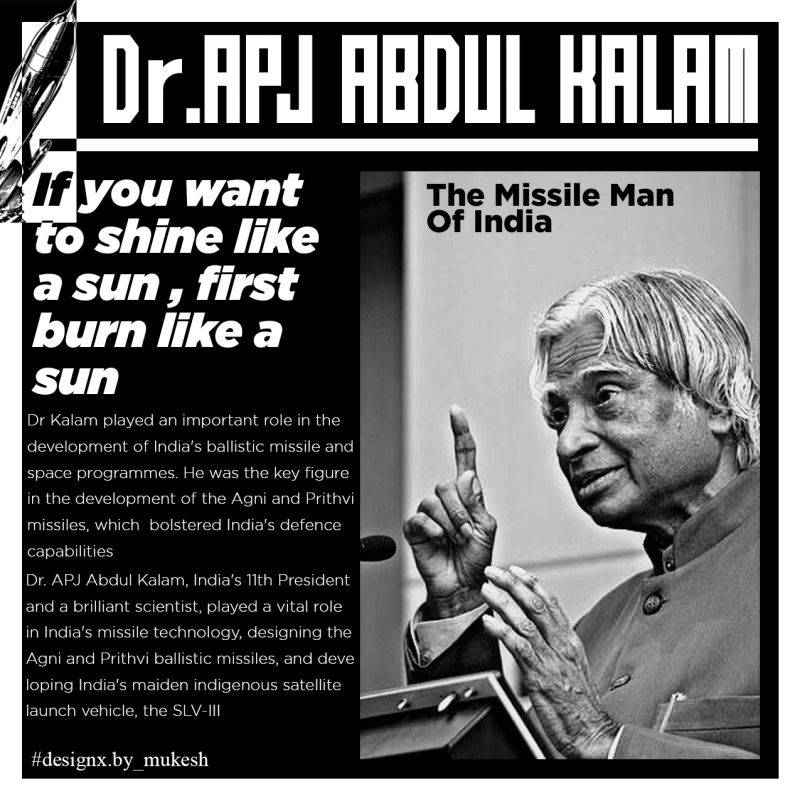 Dr.APJ ABDUL KALAM
If you want
to shine like
a sun , first
burn like a
sun
The Missile Man
Of India
Dr Kalam played an important role in the
development of India's ballistic missile and
space programmes. He was the key figure
in the development of the Agni and Prithvi
missiles, which  bolstered India's defence
capabilities
Dr. APJ Abdul Kalam, India's 11th President
and a brilliant scientist, played a vital role
in India's missile technology, designing the
Agni and Prithvi ballistic missiles, and deve
loping India's maiden indigenous satellite
launch vehicle, the SLV-III
#designx.by_mukesh